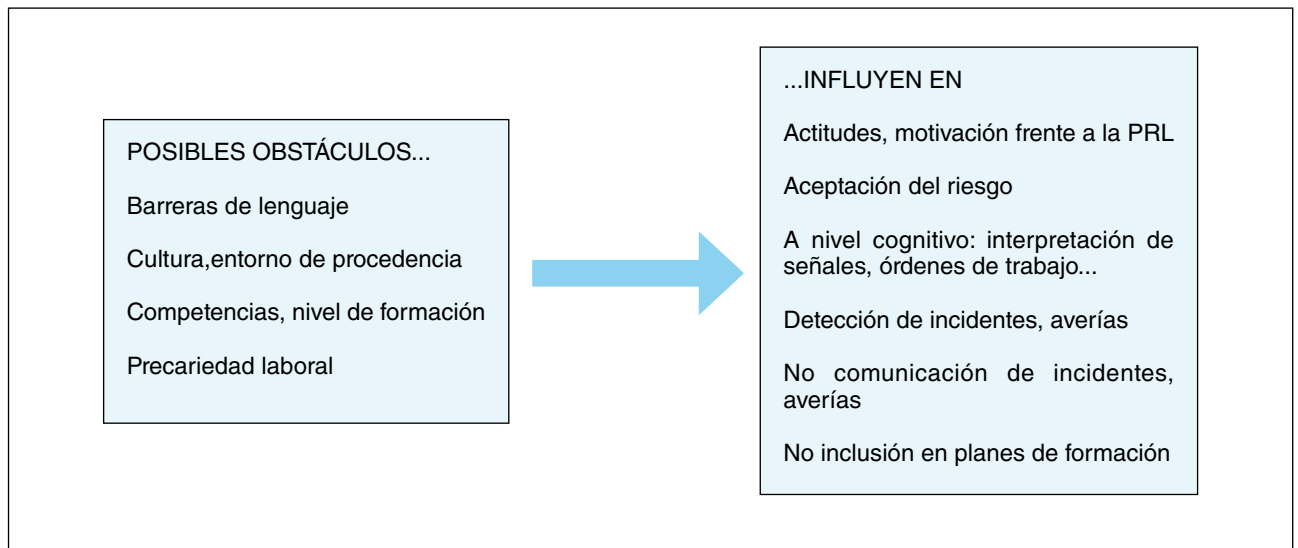 POSIBLES OBSTÁCULOS...
Barreras de lenguaje
Cultura,entorno de procedencia
Competencias, nivel de formación
Precariedad laboral
...INFLUYEN EN
Actitudes, motivación frente a la PRL
Aceptación del riesgo
A nivel cognitivo: interpretación de
señales, órdenes de trabajo...
Detección de incidentes, averías
No comunicación de incidentes,
averías
No inclusión en planes de formación